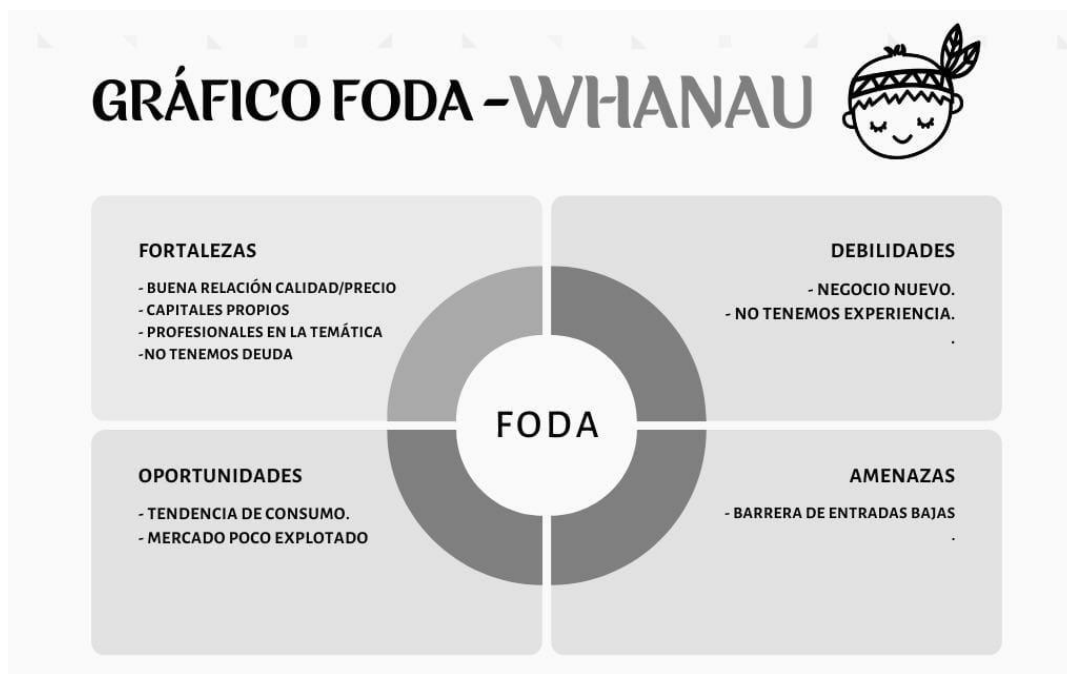 GRÁFICO FODA -WHANAU
FORTALEZAS
- BUENA RELACIÓN CALIDAD/PRECIO
- CAPITALES PROPIOS
- PROFESIONALES EN LA TEMÁTICA
-NO TENEMOS DEUDA
DEBILIDADES
- NEGOCIO NUEVO.
- NO TENEMOS EXPERIENCIA.
.
FODA
OPORTUNIDADES
- TENDENCIA DE CONSUMO.
- MERCADO POCO EXPLOTADO
AMENAZAS
- BARRERA DE ENTRADAS BAJAS
.